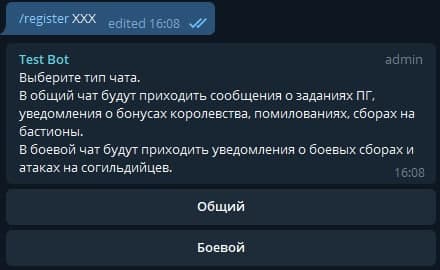 /register XXX edited 16:08
Test Bot admin
Выберите тип чата.
В общий чат будут приходить сообщения о заданиях ПГ,
уведомления о бонусах королевства, помилованиях, сборах на
бастионы.
В боевой чат будут приходить уведомления о боевых сборах и
атаках на согильдийцев.
16:08
Общий
Боевой